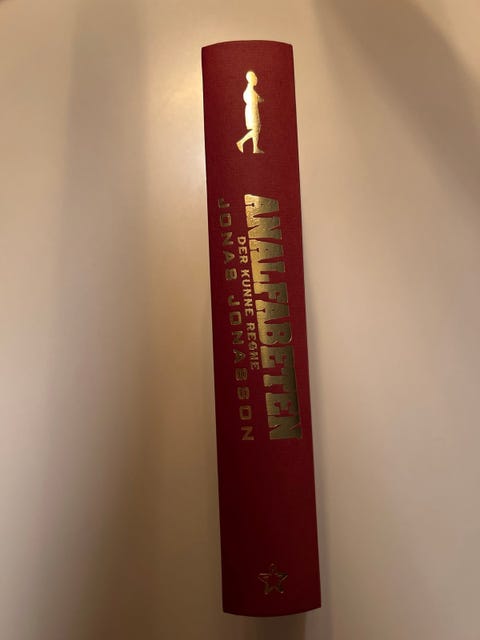 ANALFABETEN
DER KUNNE REGNE
JONAS JONASSON